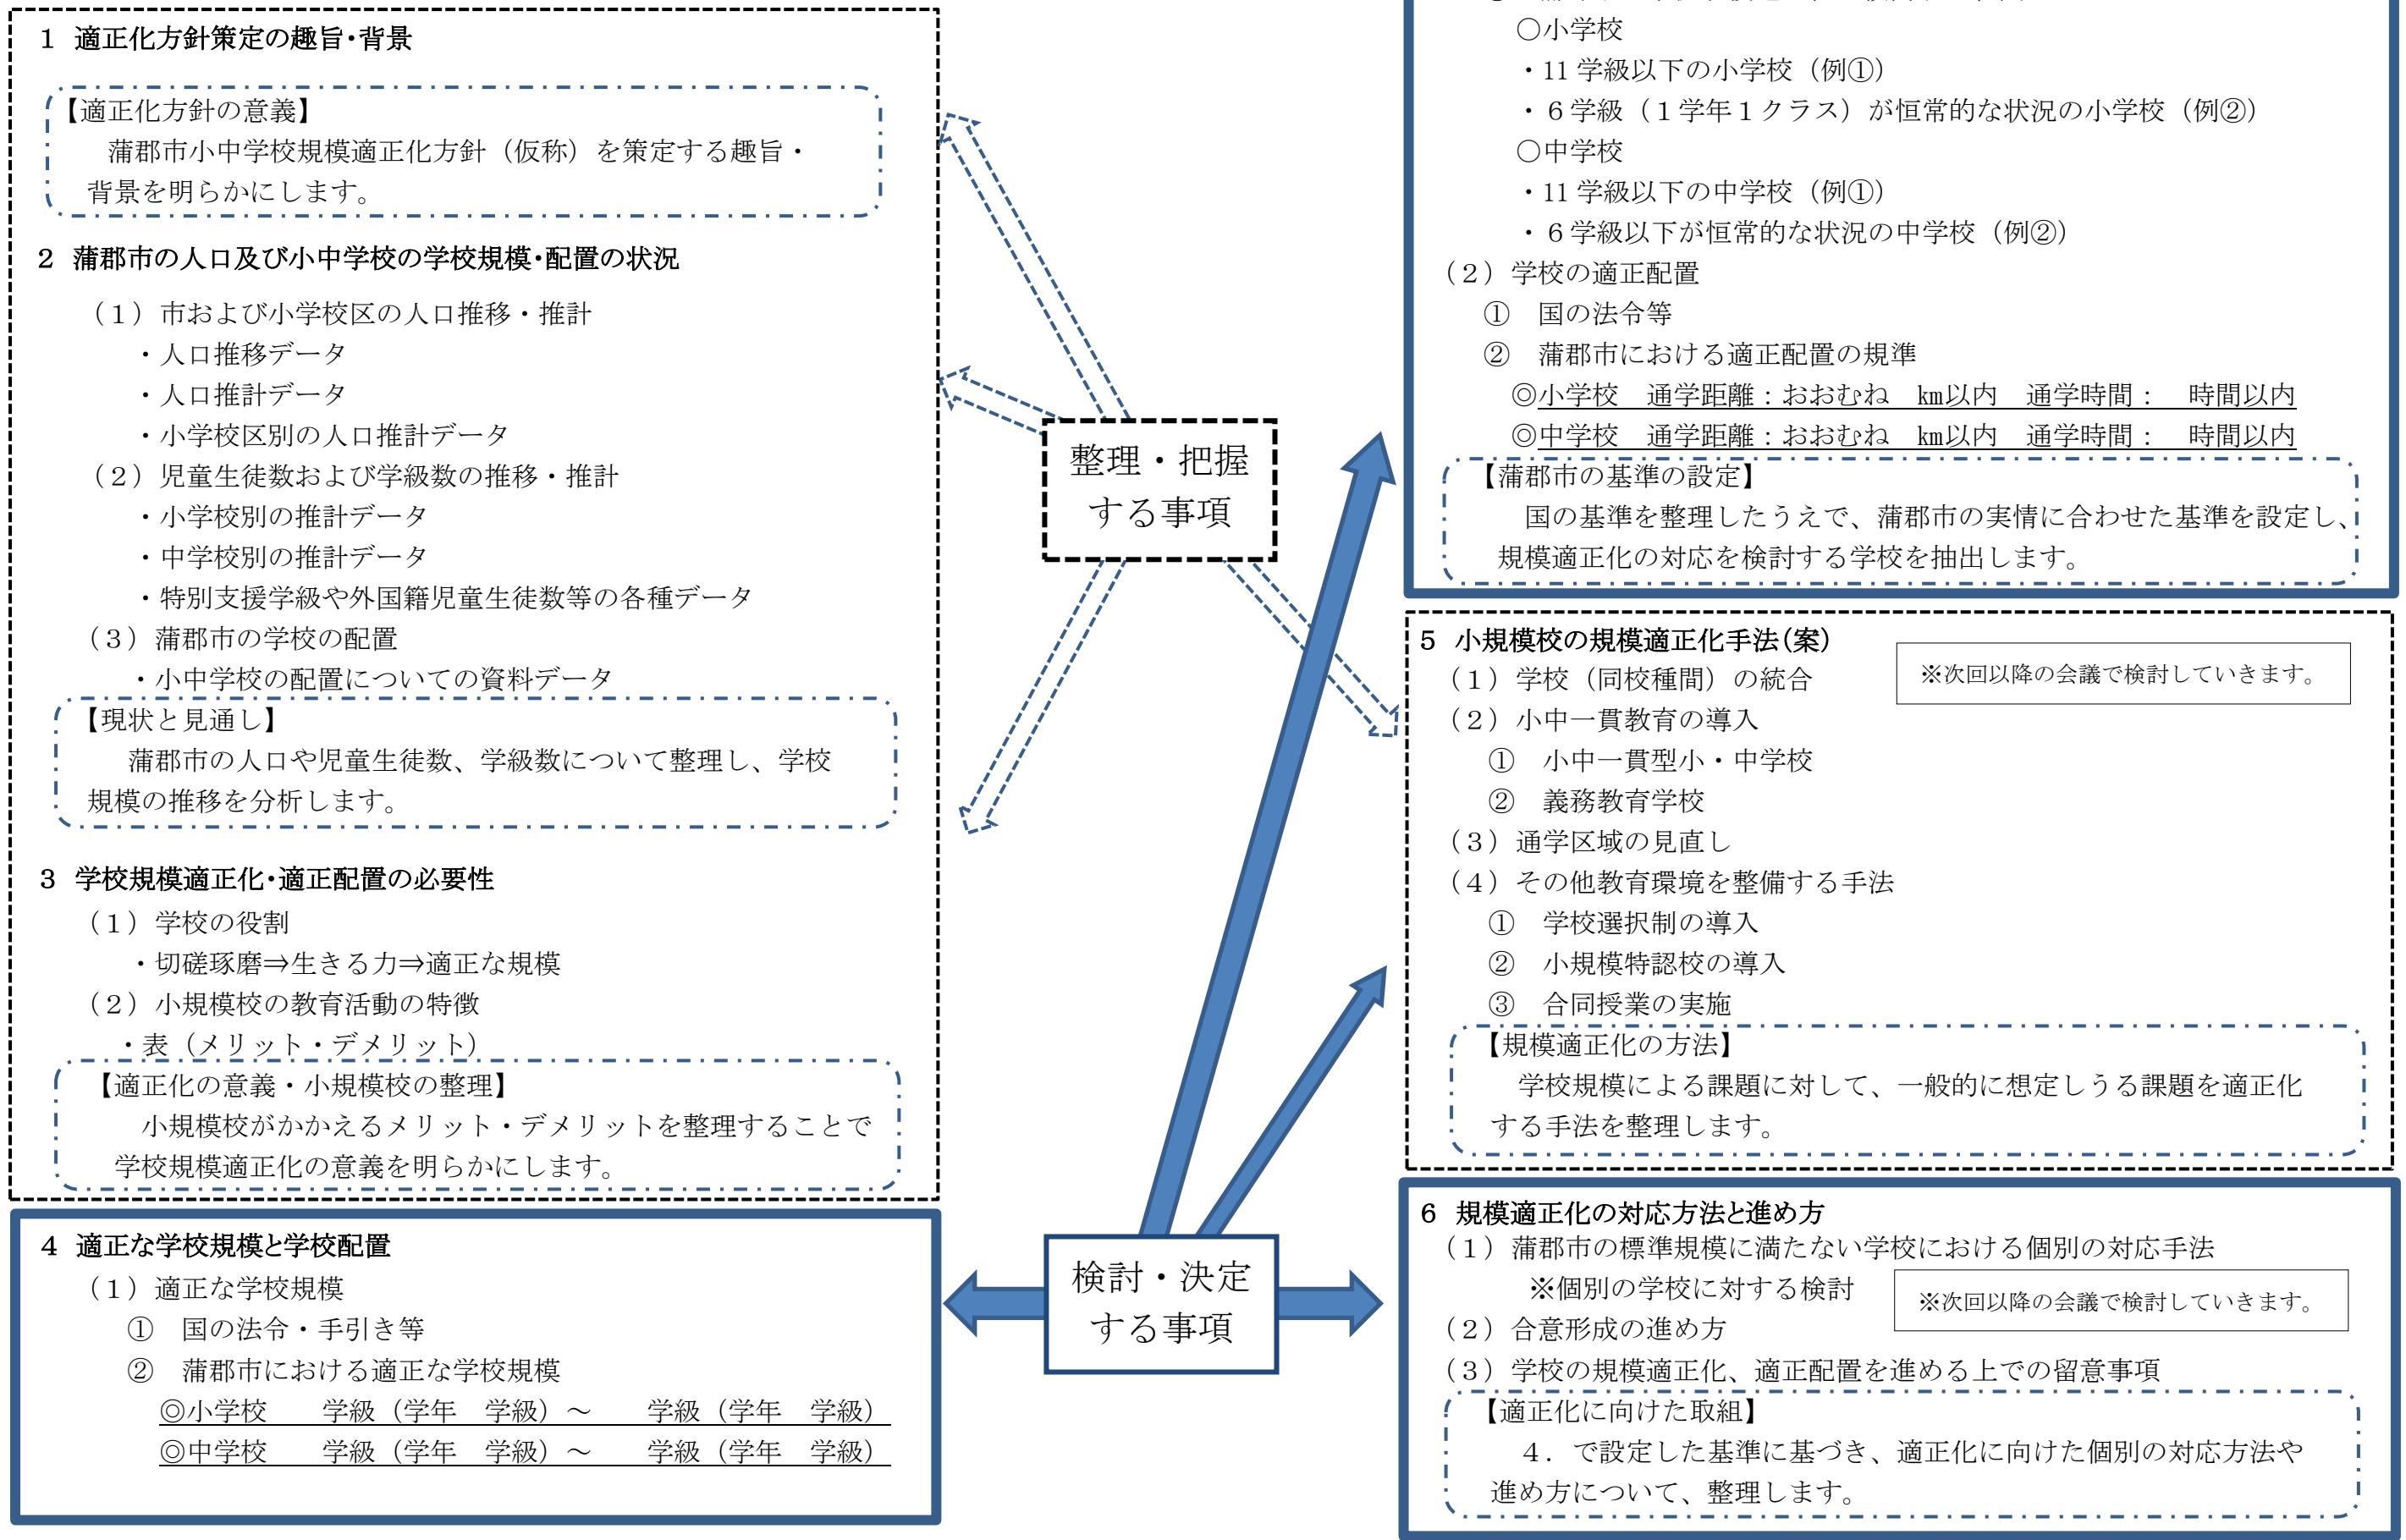 1 適正化方針策定の趣旨・背景
【適正化方針の意義】
蒲郡市小中学校規模適正化方針（仮称）を策定する趣旨・
背景を明らかにします。
2 蒲郡市の人口及び小中学校の学校規模・配置の状況
（１）市および小学校区の人口推移・推計
・人口推移データ
・人口推計データ
・小学校区別の人口推計データ
（２）児童生徒数および学級数の推移・推計
・小学校別の推計データ
・中学校別の推計データ
・特別支援学級や外国籍児童生徒数等の各種データ
（３）蒲郡市の学校の配置
・小中学校の配置についての資料データ
【現状と見通し】
蒲郡市の人口や児童生徒数、学級数について整理し、学校
規模の推移を分析します。
3 学校規模適正化・適正配置の必要性
（１）学校の役割
・切磋琢磨⇒生きる力⇒適正な規模
（２）小規模校の教育活動の特徴
・表（メリット・デメリット）
【適正化の意義・小規模校の整理】
小規模校がかかえるメリット・デメリットを整理することで
学校規模適正化の意義を明らかにします。
4 適正な学校規模と学校配置
（１）適正な学校規模
① 国の法令・手引き等
② 蒲郡市における適正な学校規模
◎小学校　　学級（学年　学級）～　　学級（学年　学級）
◎中学校　　学級（学年　学級）～　　学級（学年　学級）
整理・把握
する事項
検討・決定
する事項
○小学校
・11 学級以下の小学校（例①）
・６学級（１学年１クラス）が恒常的な状況の小学校（例②）
○中学校
・11 学級以下の中学校（例①）
・６学級以下が恒常的な状況の中学校（例②）
（２）学校の適正配置
① 国の法令等
② 蒲郡市における適正配置の規準
◎小学校　通学距離：おおむね　km以内　通学時間：　時間以内
◎中学校　通学距離：おおむね　km以内　通学時間：　時間以内
【蒲郡市の基準の設定】
国の基準を整理したうえで、蒲郡市の実情に合わせた基準を設定し、
規模適正化の対応を検討する学校を抽出します。
5 小規模校の規模適正化手法（案）
※次回以降の会議で検討していきます。
（１）学校（同校種間）の統合
（２）小中一貫教育の導入
① 小中一貫型小・中学校
② 義務教育学校
（３）通学区域の見直し
（４）その他教育環境を整備する手法
① 学校選択制の導入
② 小規模特認校の導入
③ 合同授業の実施
【規模適正化の方法】
学校規模による課題に対して、一般的に想定しうる課題を適正化
する手法を整理します。
6 規模適正化の対応方法と進め方
（１）蒲郡市の標準規模に満たない学校における個別の対応手法
※個別の学校に対する検討
※次回以降の会議で検討していきます。
（２）合意形成の進め方
（３）学校の規模適正化、適正配置を進める上での留意事項
【適正化に向けた取組】
４．で設定した基準に基づき、適正化に向けた個別の対応方法や
進め方について、整理します。